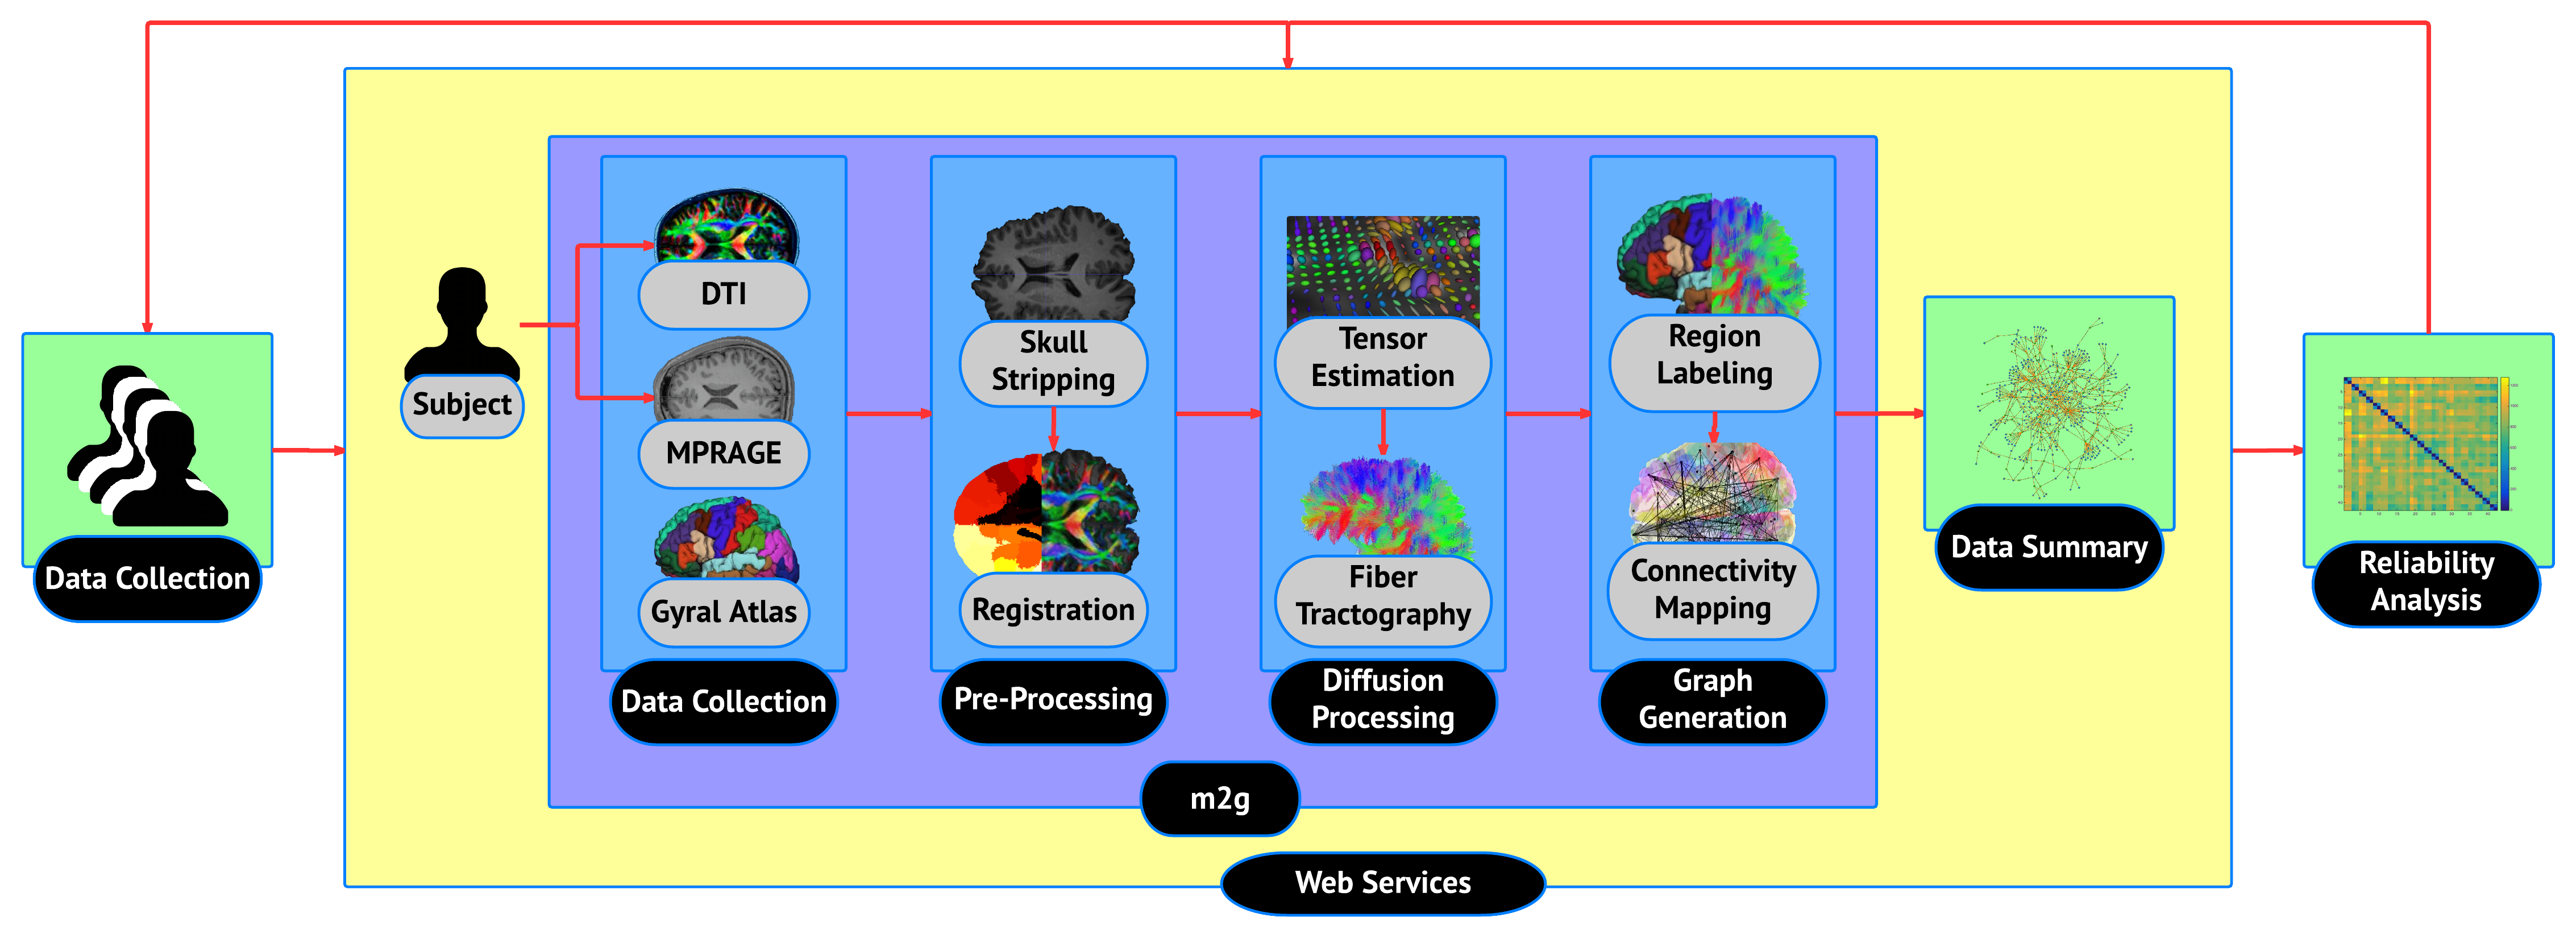 Data Collection
Subject
DTI
MPRAGE
Gyral Atlas
Data Collection
Skull
Stripping
Registration
Pre-Processing
Tensor
Estimation
Fiber
Tractography
Diffusion
Processing
Region
Labeling
Connectivity
Mapping
Graph
Generation
m2g
Web Services
Data Summary
Reliability
Analysis